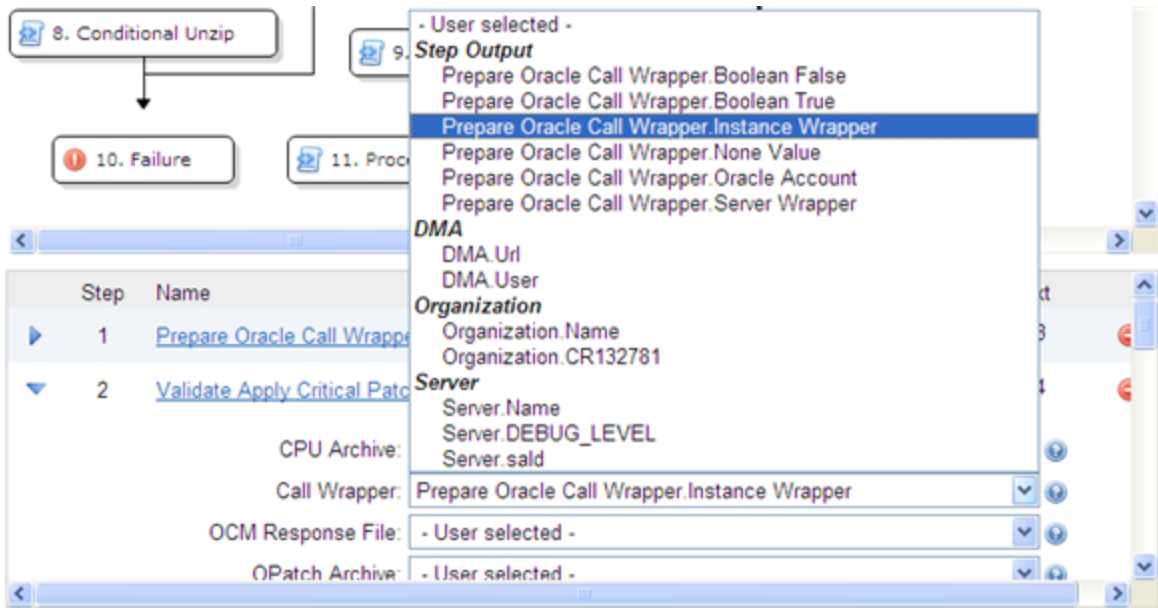 8. Conditional Unzip
9.
10. Failure
11. Proc
- User selected -
Step Output
Prepare Oracle Call Wrapper.Boolean False
Prepare Oracle Call Wrapper.Boolean True
Prepare Oracle Call Wrapper.Instance Wrapper
Prepare Oracle Call Wrapper.None Value
Prepare Oracle Call Wrapper.Oracle Account
Prepare Oracle Call Wrapper.Server Wrapper
DMA
DMA.Url
DMA.User
Organization
Organization.Name
Organization.CR132781
Server
Server.Name
Server.DEBUG_LEVEL
Server.saId
Step Name
1 Prepare Oracle Call Wrappe
2 Validate Apply Critical Patc
CPU Archive:
Call Wrapper: Prepare Oracle Call Wrapper.Instance Wrapper
OCM Response File: - User selected -
OPatch Archive: - User selected -